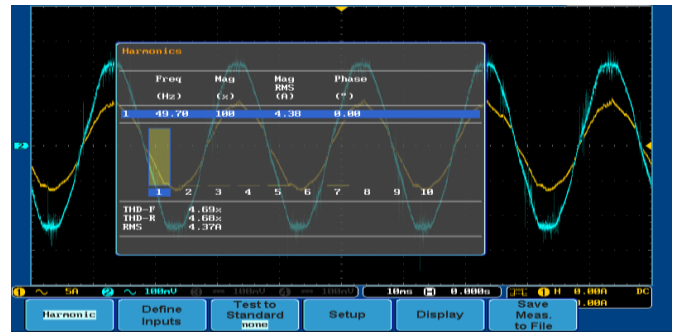 Harmonics
Freq Mag Mag Phase
RMS
(Hz) (%) (A) (°)
1 49.70 100 4.38 0.00
1 2 3 4 5 6 7 8 9 10
THD-F 4.69%
THD-R 4.68%
RMS 4.37A
2
1 5A 2 100mV 3 100mV 4 100mV 10ms H 0.000s 1 H 0.00A DC
0.00A
Harmonic
Define
Inputs
Test to
Standard
none
Setup
Display
Save
Meas.
to File